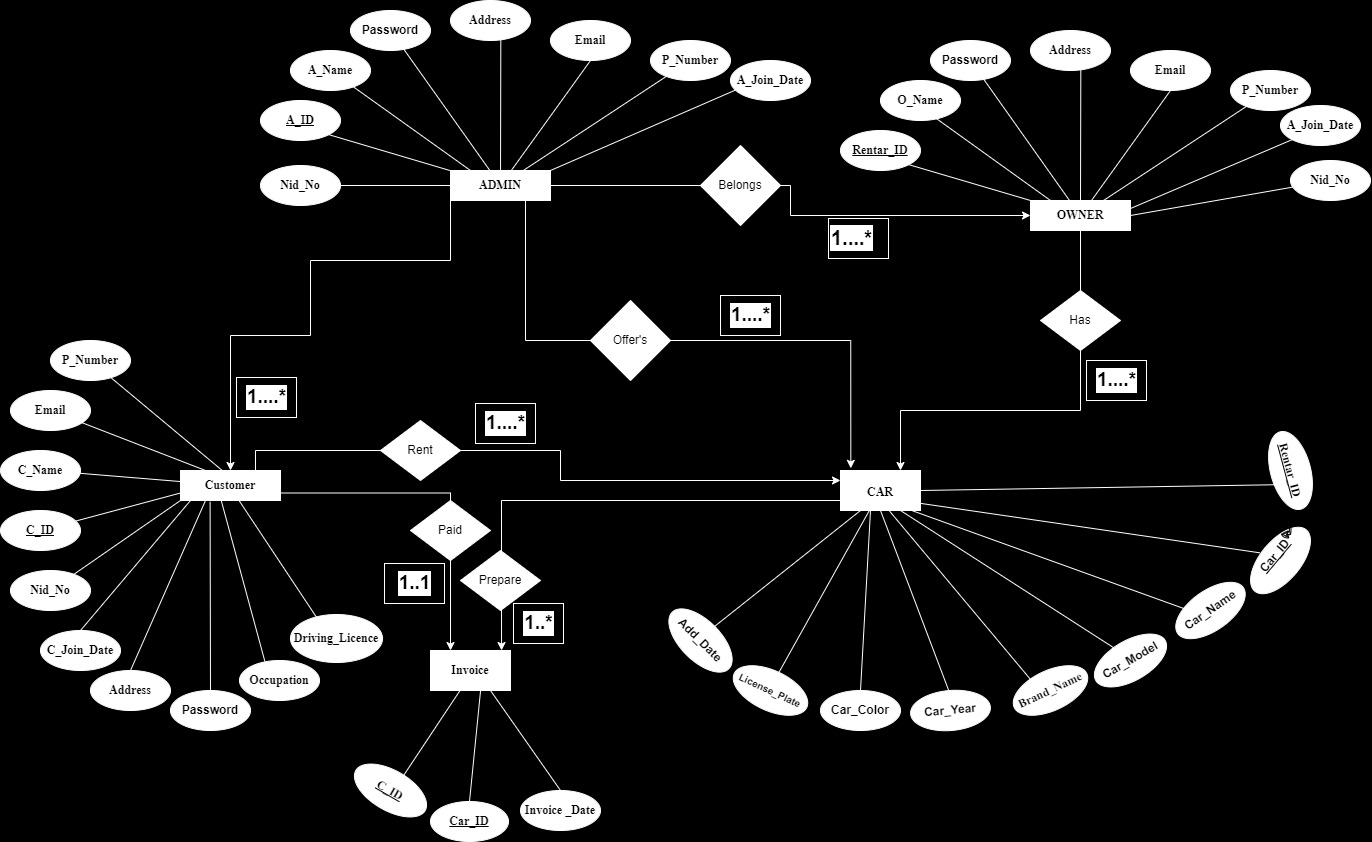 Address
Password
Email
A_Name
P_Number
A_Join_Date
A_ID
Nid_No
ADMIN
Belongs
1....*
Address
Password
Email
O_Name
P_Number
A_Join_Date
Rentar_ID
Nid_No
OWNER
Offer's
1....*
Has
1....*
P_Number
Email
C_Name
C_ID
Nid_No
C_Join_Date
Address
Password
Occupation
Driving_Licence
Customer
1....*
Rent
1....*
CAR
Paid
1..1
Prepare
1..*
Invoice
C_ID
Car_ID
Invoice _Date
Rentar_ID
Car_ID
Car_Name
Car_Model
Brand_Name
Car_Year
Car_Color
License_Plate
Add_Date